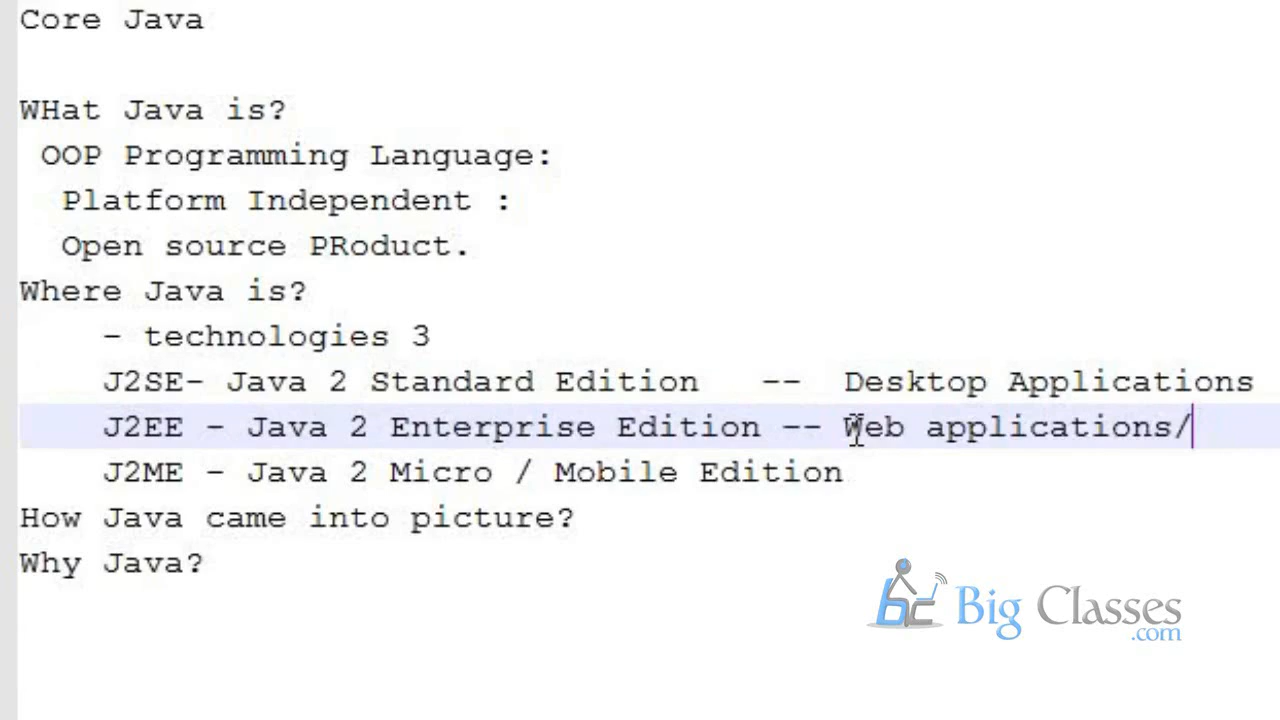 Core Java
WHat Java is?
OOP Programming Language:
Platform Independent :
Open source PRoduct.
Where Java is?
- technologies 3
J2SE- Java 2 Standard Edition -- Desktop Applications
J2EE - Java 2 Enterprise Edition -- Web applications/
J2ME - Java 2 Micro / Mobile Edition
How Java came into picture?
Why Java?
bc Big Classes
.com